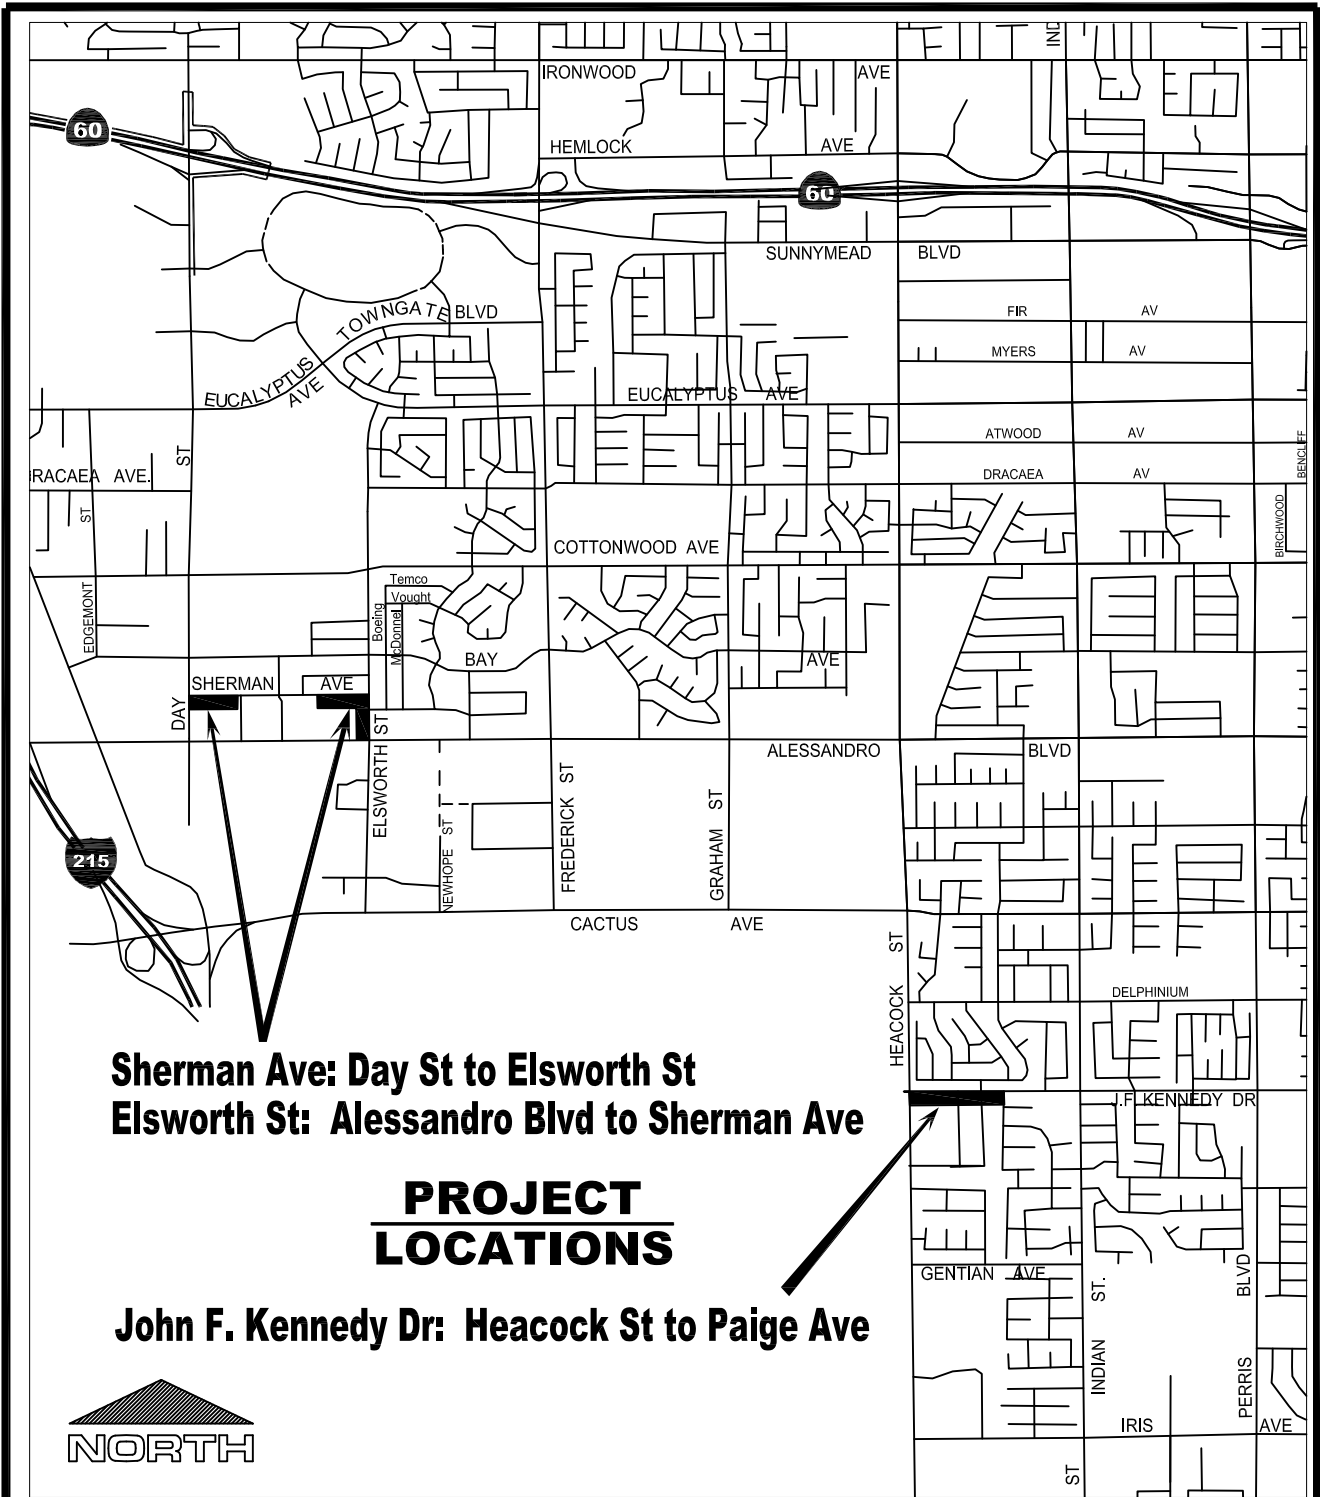 IND
IRONWOOD AVE
60
HEMLOCK AVE
60
SUNNYMEAD BLVD
TOWNGATE BLVD
FIR AV
MYERS AV
EUCALYPTUS AVE
EUCALYPTUS AVE
ATWOOD AV
BENCLIFF
ST
RACAEA AVE.
DRACAEA AV
ST
BIRCHWOOD
COTTONWOOD AVE
Temco
Vought
Boeing
McDonnel
EDGEMONT
BAY AVE
SHERMAN AVE
DAY
ELSWORTH ST
ALESSANDRO BLVD
NEWHOPE ST
FREDERICK ST
GRAHAM ST
215
CACTUS AVE
HEACOCK ST
DELPHINIUM
Sherman Ave: Day St to Elsworth St
Elsworth St: Alessandro Blvd to Sherman Ave
J.F. KENNEDY DR
PROJECT
LOCATIONS
GENTIAN AVE
INDIAN ST.
PERRIS BLVD
John F. Kennedy Dr: Heacock St to Paige Ave
IRIS AVE
NORTH
ST